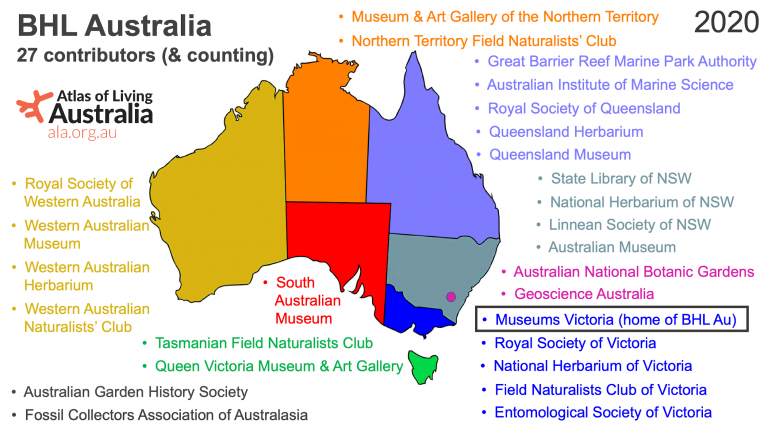 BHL Australia
27 contributors (& counting)
2020
Atlas of Living
Australia
ala.org.au
• Museum & Art Gallery of the Northern Territory
• Northern Territory Field Naturalists' Club
• Great Barrier Reef Marine Park Authority
• Australian Institute of Marine Science
• Royal Society of Queensland
• Queensland Herbarium
• Queensland Museum
• State Library of NSW
• National Herbarium of NSW
• Linnean Society of NSW
• Australian Museum
• Australian National Botanic Gardens
• Geoscience Australia
• Museums Victoria (home of BHL Au)
• Royal Society of Victoria
• National Herbarium of Victoria
• Field Naturalists Club of Victoria
• Entomological Society of Victoria
• Royal Society of
Western Australia
• Western Australian
Museum
• Western Australian
Herbarium
• Western Australian
Naturalists' Club
• South
Australian
Museum
• Tasmanian Field Naturalists Club
• Queen Victoria Museum & Art Gallery
• Australian Garden History Society
• Fossil Collectors Association of Australasia